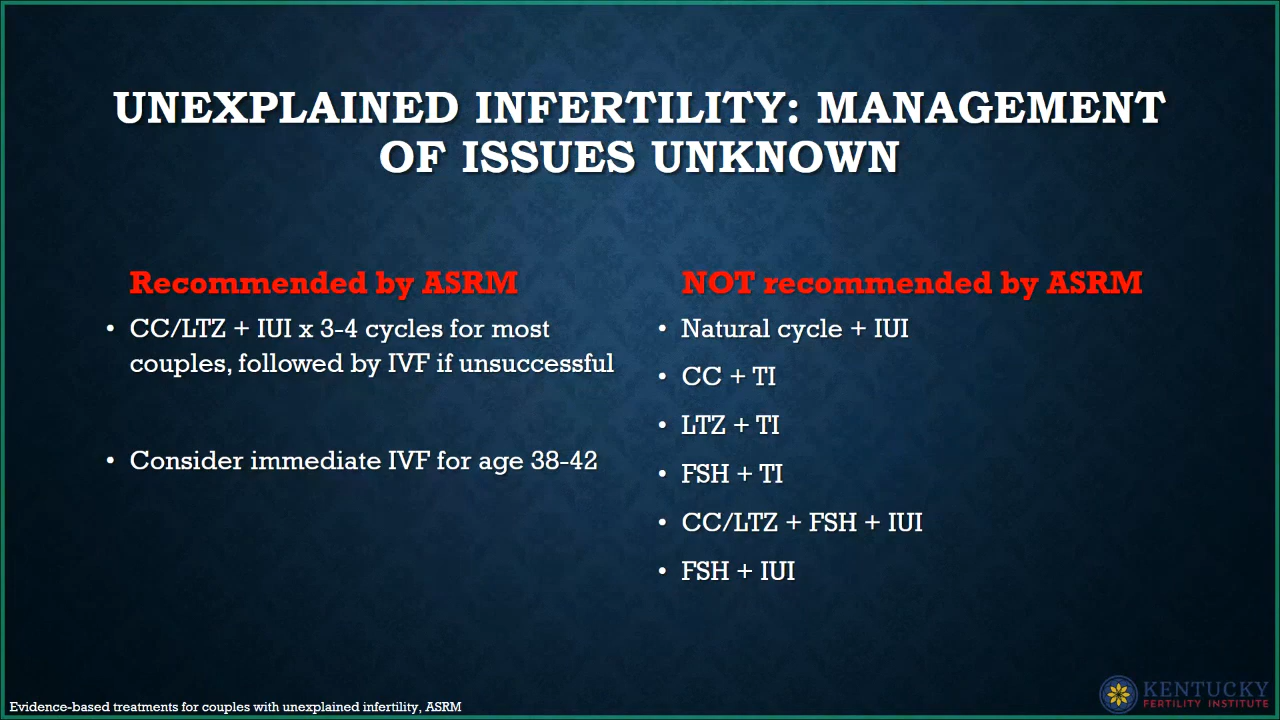 UNEXPLAINED INFERTILITY: MANAGEMENT
OF ISSUES UNKNOWN
Recommended by ASRM
• CC/LTZ + IUI x 3-4 cycles for most
couples, followed by IVF if unsuccessful
• Consider immediate IVF for age 38-42
NOT recommended by ASRM
• Natural cycle + IUI
• CC + TI
• LTZ + TI
• FSH + TI
• CC/LTZ + FSH + IUI
• FSH + IUI
Evidence-based treatments for couples with unexplained infertility, ASRM
KENTUCKY
FERTILITY INSTITUTE